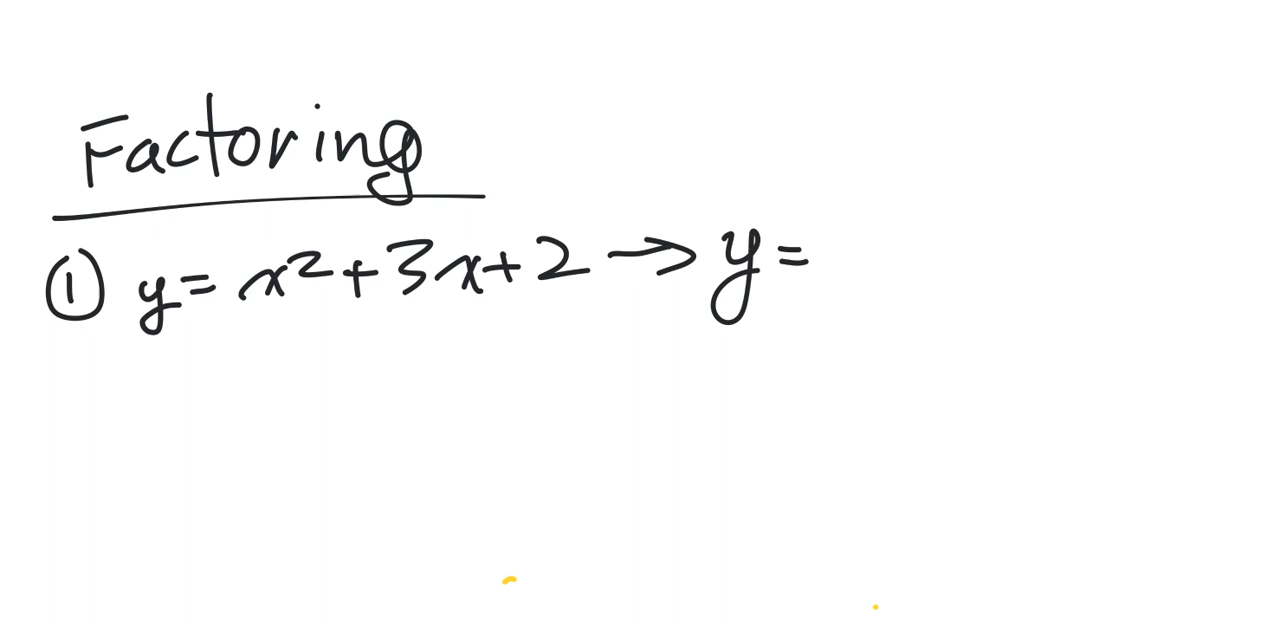 Factoring
① y = x² + 3x + 2 → y =